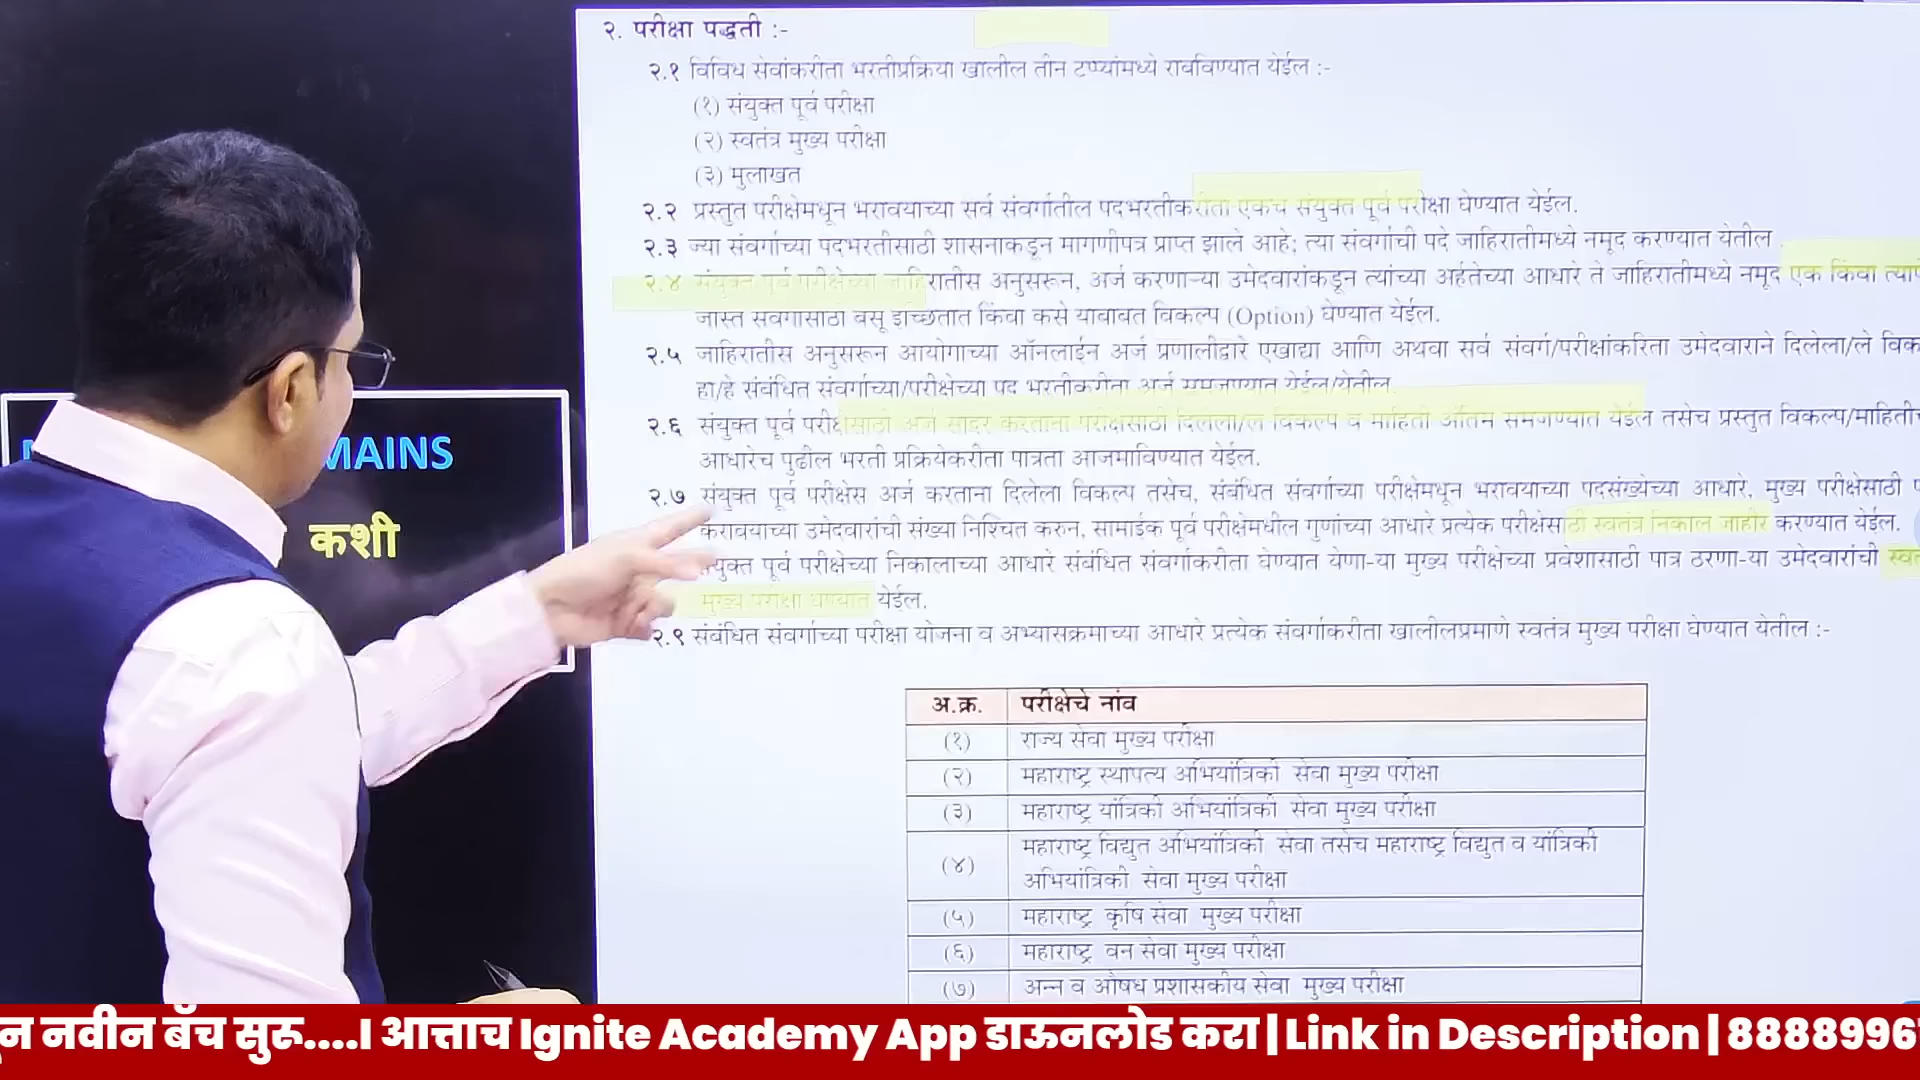 २. परीक्षा पद्धती :-
२.१ विविध सेवांकरीता भरतीप्रक्रिया खालील तीन टप्प्यांमध्ये राबविण्यात येईल :-
(१) संयुक्त पूर्व परीक्षा
(२) स्वतंत्र मुख्य परीक्षा
(३) मुलाखत
२.२ प्रस्तुत परीक्षेमधून भरावयाच्या सर्व संवर्गातील पदभरतीकरीता एकच संयुक्त पूर्व परीक्षा घेण्यात येईल.
२.३ ज्या संवर्गाच्या पदभरतीसाठी शासनाकडून मागणीपत्र प्राप्त झाले आहे; त्या संवर्गाची पदे जाहिरातीमध्ये नमूद करण्यात येतील
२.४ संयुक्त पूर्व परीक्षेच्या जाहिरातीस अनुसरून, अर्ज करणाऱ्या उमेदवारांकडून त्यांच्या अर्हतेच्या आधारे ते जाहिरातीमध्ये नमूद एक किंवा
जास्त संवर्गासाठी बसू इच्छितात किंवा कसे याबाबत विकल्प (Option) घेण्यात येईल.
२.५ जाहिरातीस अनुसरून आयोगाच्या ऑनलाईन अर्ज प्रणालीद्वारे एखाद्या आणि अथवा सर्व संवर्ग/परीक्षांकरिता उमेदवाराने दिलेला/ले
हा/हे संबंधित संवर्गाच्या/परीक्षेच्या पद भरतीकरीता अर्ज समजण्यात येईल/येतील.
२.६ संयुक्त पूर्व परीक्षेसाठी अर्ज सादर करताना परीक्षेसाठी दिलेला/ले विकल्प व माहिती अंतिम समजण्यात येईल तसेच प्रस्तुत
आधारेच पुढील भरती प्रक्रियेकरीता पात्रता आजमाविण्यात येईल.
२.७ संयुक्त पूर्व परीक्षेस अर्ज करताना दिलेला विकल्प तसेच, संबंधित संवर्गाच्या परीक्षेमधून भरावयाच्या पदसंख्येच्या आधारे, मुख्य परीक्षेसाठी
करावयाच्या उमेदवारांची संख्या निश्चित करुन, सामाईक पूर्व परीक्षेमधील गुणांच्या आधारे प्रत्येक परीक्षेसाठी स्वतंत्र निकाल जाहीर करण्यात येईल.
पूर्व परीक्षेच्या निकालाच्या आधारे संबंधित संवर्गाकरीता घेण्यात येणा-या मुख्य परीक्षेच्या प्रवेशासाठी पात्र ठरणा-या उमेदवारांची
मुख्य परीक्षा घेण्यात येईल.
२.९ संबंधित संवर्गाच्या परीक्षा योजना व अभ्यासक्रमाच्या आधारे प्रत्येक संवर्गाकरीता खालीलप्रमाणे स्वतंत्र मुख्य परीक्षा घेण्यात येतील :-
MAINS
कशी
अ.क्र. परीक्षेचे नांव
(१) राज्य सेवा मुख्य परीक्षा
(२) महाराष्ट्र स्थापत्य अभियांत्रिकी सेवा मुख्य परीक्षा
(३) महाराष्ट्र यांत्रिकी अभियांत्रिकी सेवा मुख्य परीक्षा
(४) महाराष्ट्र विद्युत अभियांत्रिकी सेवा तसेच महाराष्ट्र विद्युत व यांत्रिकी
अभियांत्रिकी सेवा मुख्य परीक्षा
(५) महाराष्ट्र कृषि सेवा मुख्य परीक्षा
(६) महाराष्ट्र वन सेवा मुख्य परीक्षा
(७) अन्न व औषध प्रशासकीय सेवा मुख्य परीक्षा
नवीन बॅच सुरू....। आत्ताच Ignite Academy App डाऊनलोड करा | Link in Description | 8888996